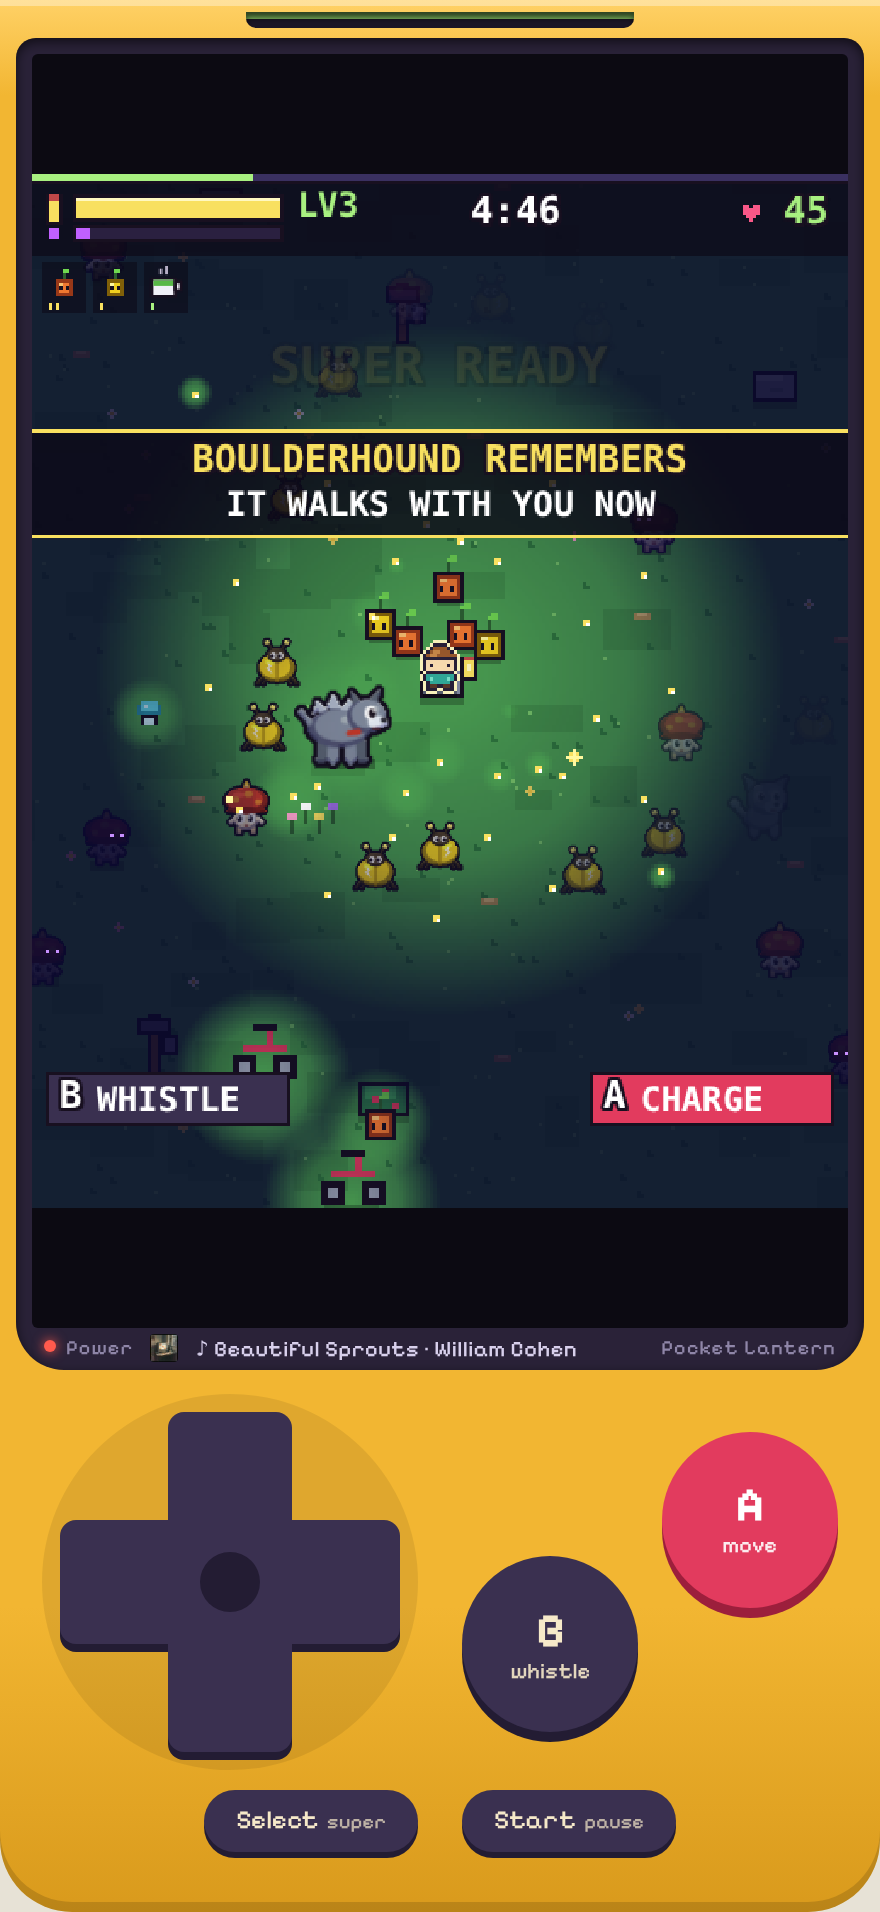 LV3 4:46 45
SUPER READY
BOULDERHOUND REMEMBERS
IT WALKS WITH YOU NOW
B WHISTLE
A CHARGE
Power ♪ Beautiful Sprouts · William Cohen Pocket Lantern
A
move
B
whistle
Select super
Start pause